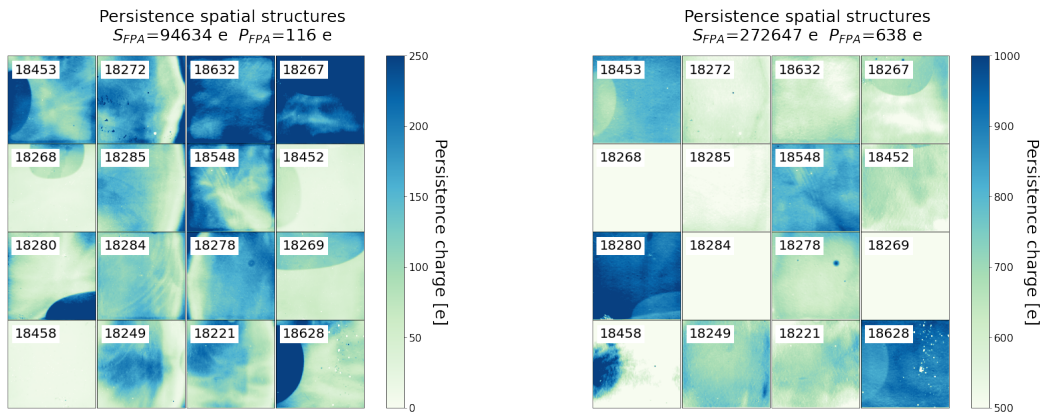 Persistence spatial structures
S_FPA=94634 e P_FPA=116 e
18453 18272 18632 18267
18268 18285 18548 18452
18280 18284 18278 18269
18458 18249 18221 18628
250
200
150
100
50
0
Persistence charge [e]
Persistence spatial structures
S_FPA=272647 e P_FPA=638 e
18453 18272 18632 18267
18268 18285 18548 18452
18280 18284 18278 18269
18458 18249 18221 18628
1000
900
800
700
600
500
Persistence charge [e]